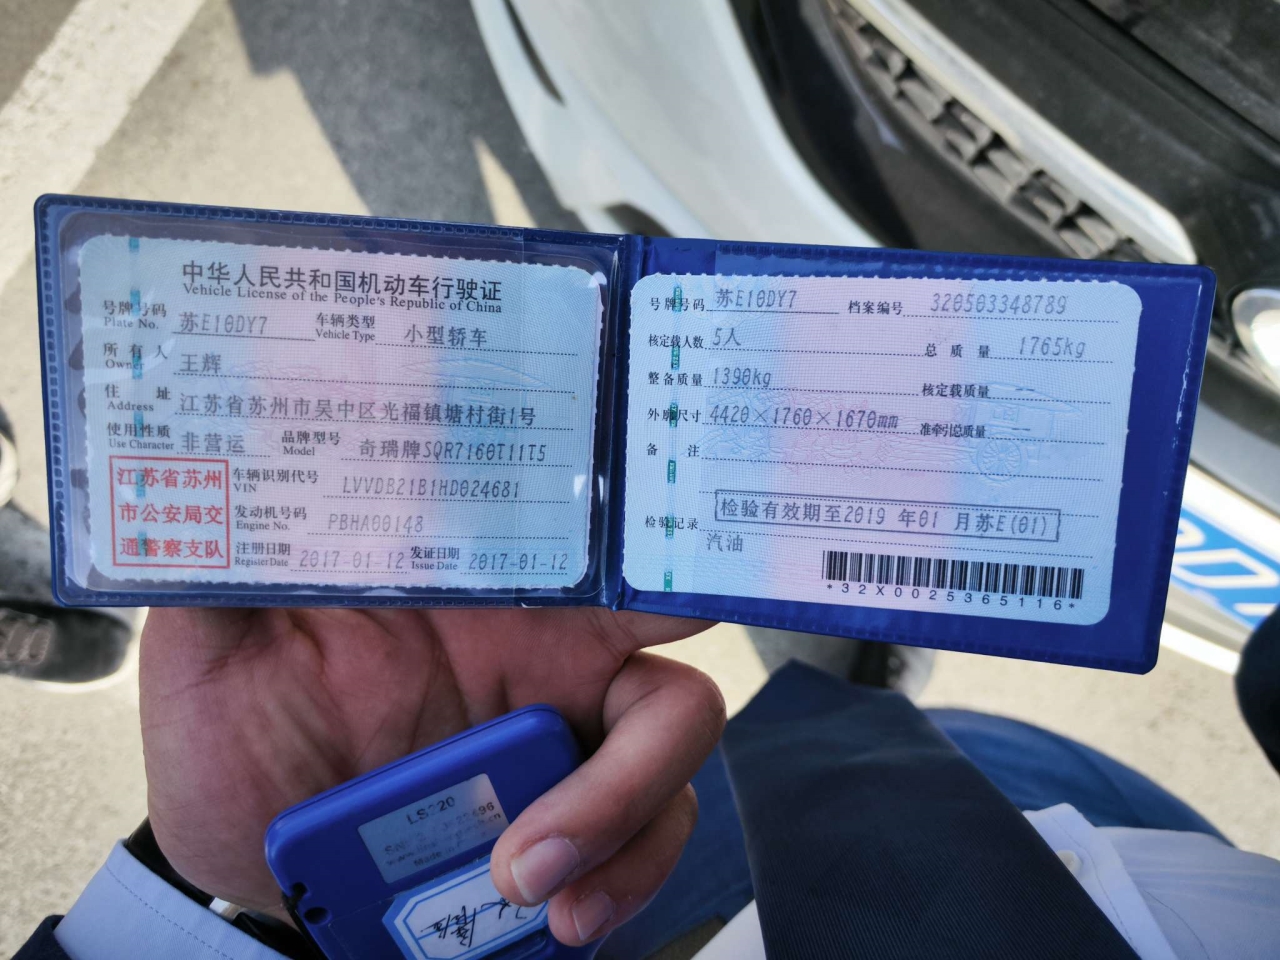 中华人民共和国机动车行驶证
Vehicle License of the People's Republic of China
号牌号码 苏E10DY7 车辆类型 小型轿车
Plate No. Vehicle Type
所有人 王辉
Owner
住址 江苏省苏州市吴中区光福镇塘村街1号
Address
使用性质 非营运 品牌型号 奇瑞牌SQR7160T11T5
Use Character Model
江苏省苏州
市公安局交
通警察支队
车辆识别代号 LVVDB21B1HD024681
VIN
发动机号码 PBHA00148
Engine No.
注册日期 2017-01-12 发证日期 2017-01-12
Register Date Issue Date
号牌号码 苏E10DY7 档案编号 320503348789
核定载人数 5人 总质量 1765kg
整备质量 1390kg 核定载质量 —
外廓尺寸 4420×1760×1670mm 准牵引总质量 —
备注
检验有效期至2019年01月苏E(01)
检验记录
汽油
*32X0025365116*